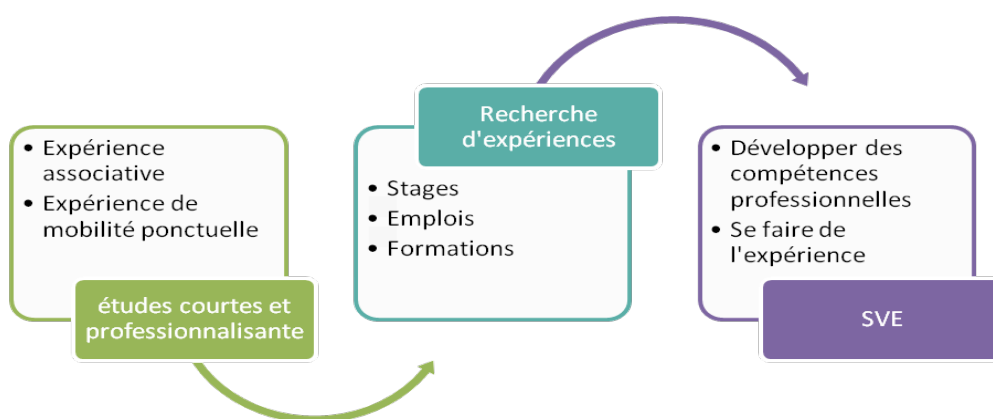 • Expérience
associative
• Expérience de
mobilité ponctuelle
études courtes et
professionnalisante
Recherche
d'expériences
• Stages
• Emplois
• Formations
• Développer des
compétences
professionnelles
• Se faire de
l'expérience
SVE